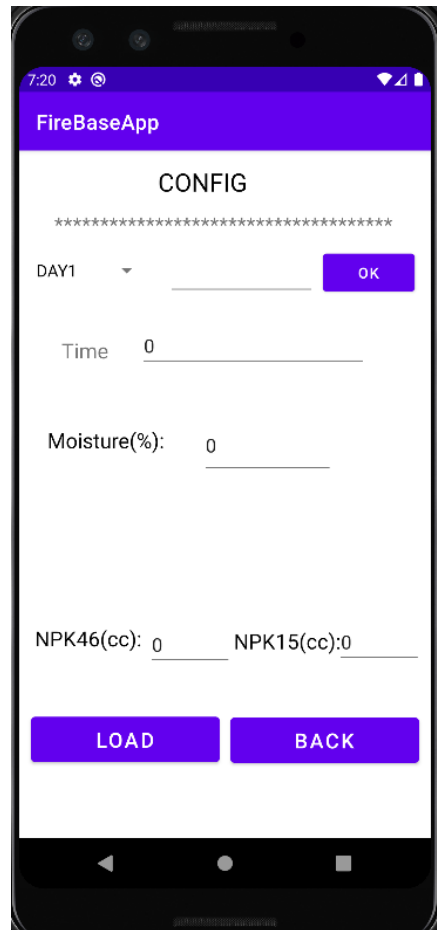 7:20
FireBaseApp
CONFIG
*************************************
DAY1 OK
Time 0
Moisture(%): 0
NPK46(cc): 0 NPK15(cc):0
LOAD BACK